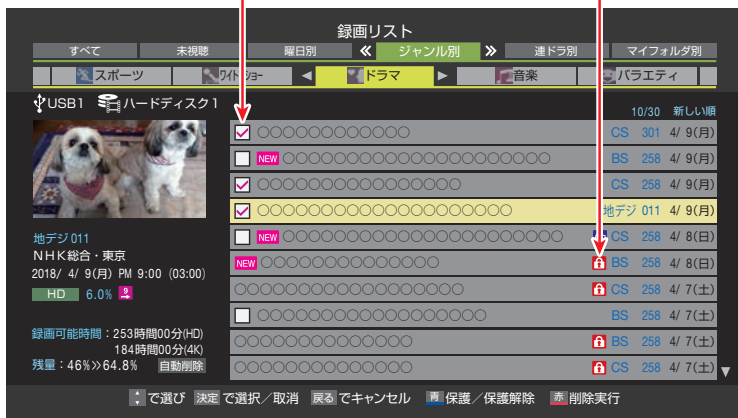 録画リスト
すべて 未視聴 曜日別 ≪ ジャンル別 ≫ 連ドラ別 マイフォルダ別
スポーツ ワイドショー ◀ ドラマ ▶ 音楽 バラエティ
USB1 ハードディスク1
10/30 新しい順
○○○○○○○○○○○○ CS 301 4/ 9(月)
NEW ○○○○○○○○○○○○○○○○○○○○○ BS 258 4/ 9(月)
○○○○○○○○○○○○○○○○ CS 258 4/ 9(月)
○○○○○○○○○○○○○○○○○○○○ 地デジ 011 4/ 9(月)
NEW ○○○○○○○○○○○○○○○○○○○○○○ CS 258 4/ 8(日)
NEW ○○○○○○○○○○○○○○ BS 258 4/ 8(日)
○○○○○○○○○○○○○○○○○○ CS 258 4/ 7(土)
○○○○○○○○○○○○○○○○ BS 258 4/ 7(土)
○○○○○○○○○○○○○○ BS 258 4/ 7(土)
○○○○○○○○○○○○○○ CS 258 4/ 7(土)
地デジ 011
NHK総合・東京
2018/ 4/ 9(月) PM 9:00 (03:00)
HD 6.0% 9
録画可能時間：253時間00分(HD)
184時間00分(4K)
残量：46%≫64.8% 自動削除
で選び 決定 で選択／取消 戻る でキャンセル 青 保護／保護解除 赤 削除実行